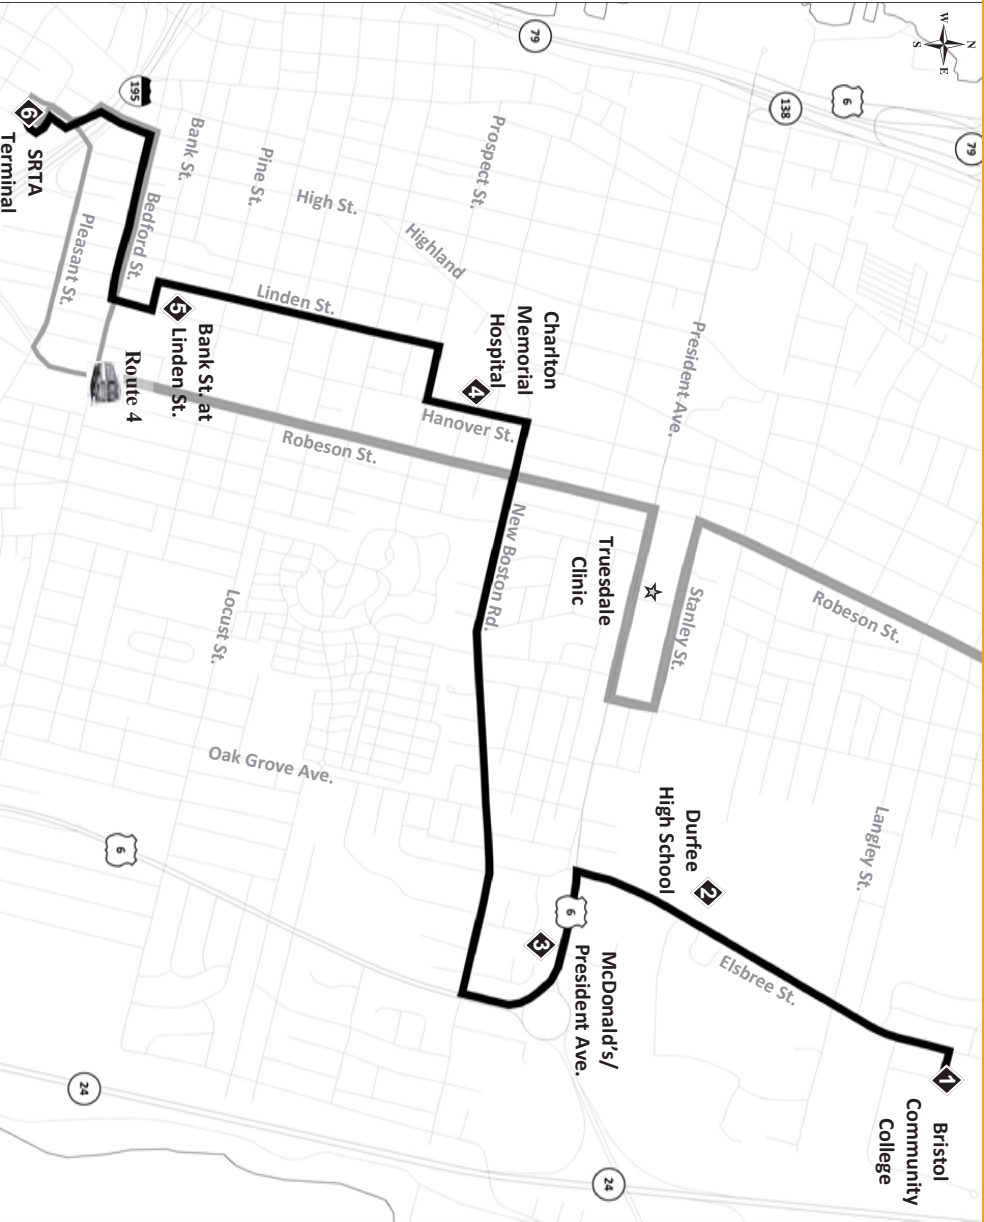 N
W
E
S
79
138
6
79
195
Bank St.
Pine St.
High St.
Prospect St.
Highland
President Ave.
Bedford St.
Pleasant St.
Linden St.
6
SRTA
Terminal
5
Bank St. at
Linden St.
Route 4
Charlton
Memorial
Hospital
4
Hanover St.
Robeson St.
New Boston Rd.
Truesdale
Clinic
Stanley St.
Robeson St.
Locust St.
Oak Grove Ave.
6
Durfee
High School
2
Langley St.
6
3
McDonald's/
President Ave.
Elsbree St.
1
Bristol
Community
College
24
24